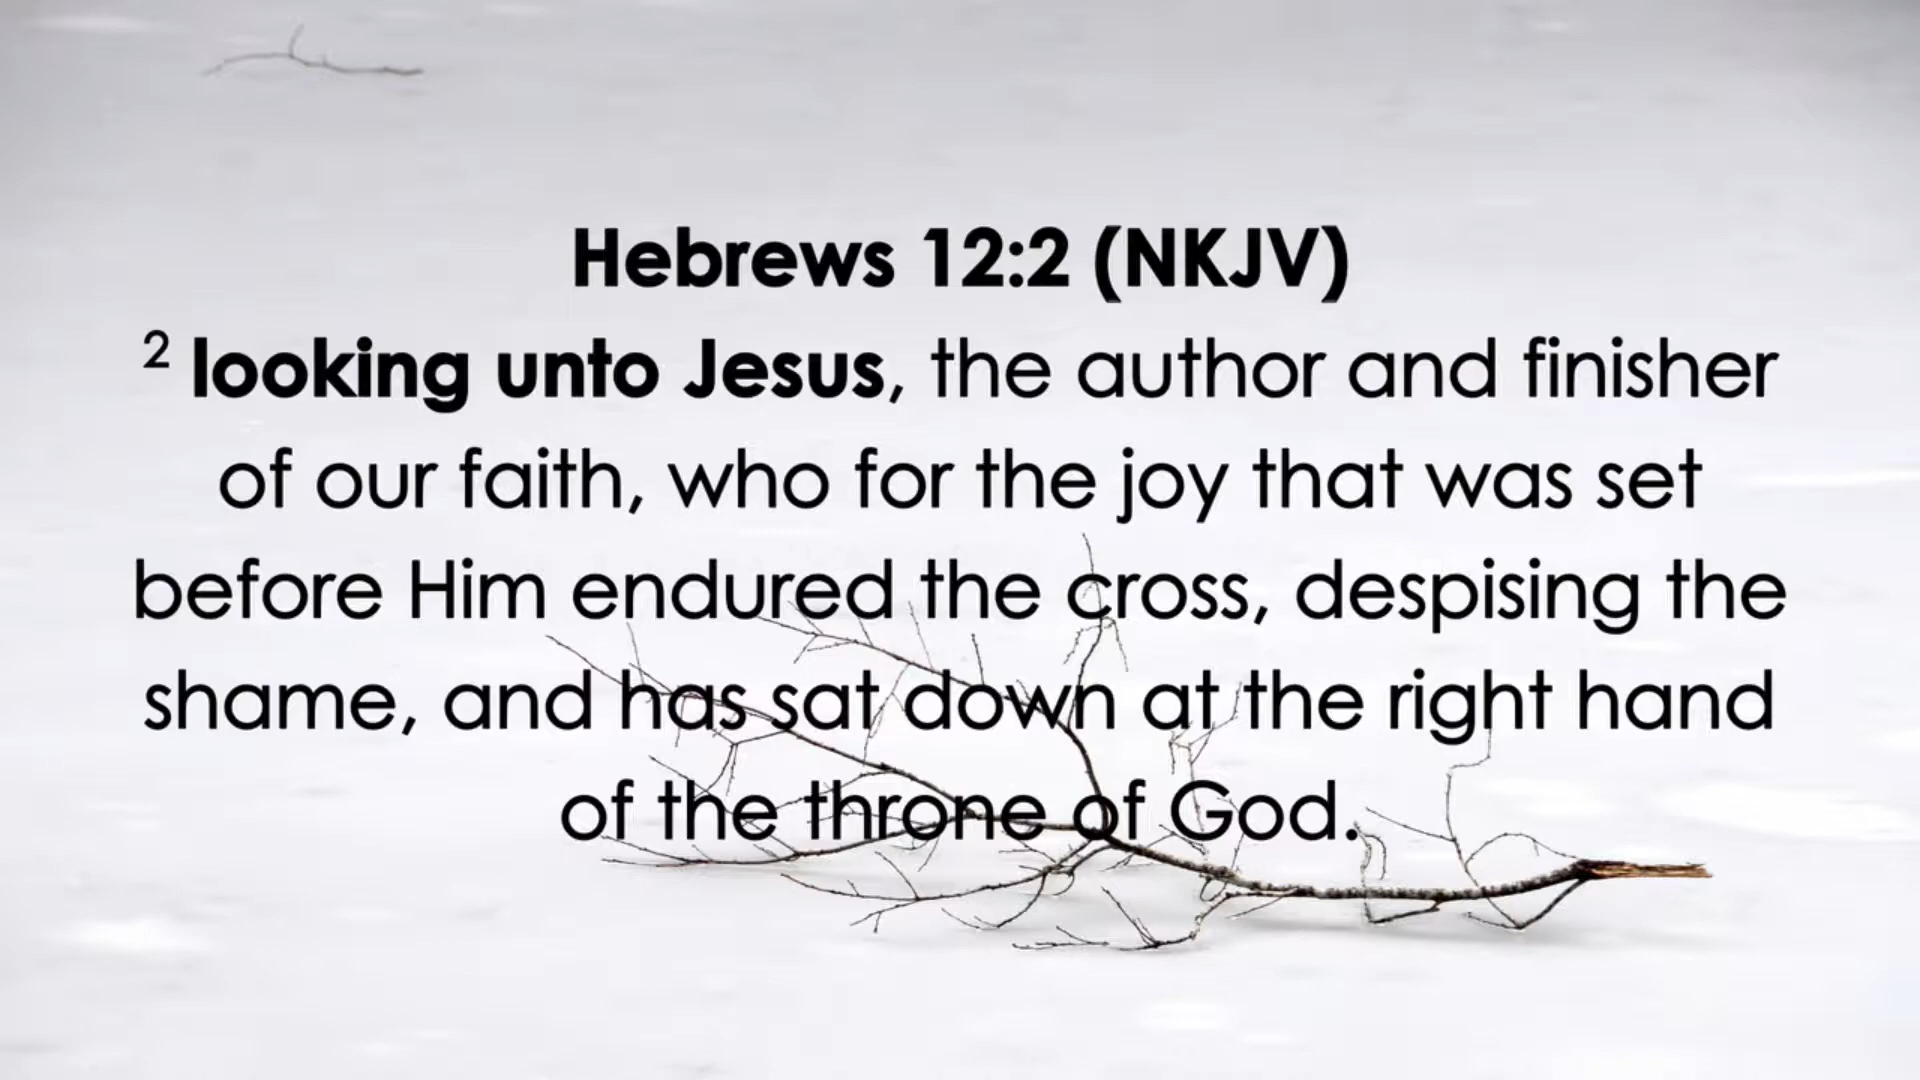 Hebrews 12:2 (NKJV)
2 looking unto Jesus, the author and finisher
of our faith, who for the joy that was set
before Him endured the cross, despising the
shame, and has sat down at the right hand
of the throne of God.